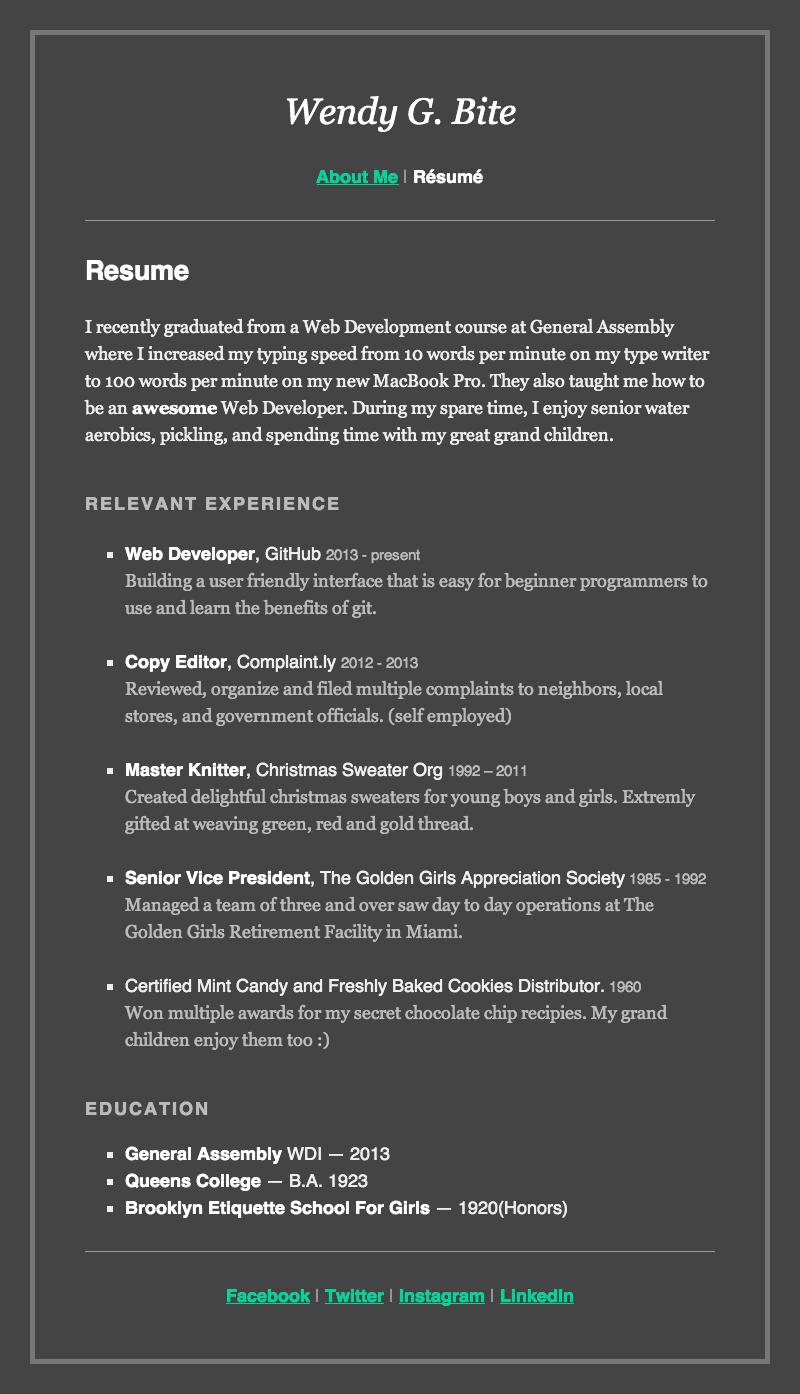 Wendy G. Bite
About Me | Résumé
Resume
I recently graduated from a Web Development course at General Assembly
where I increased my typing speed from 10 words per minute on my type writer
to 100 words per minute on my new MacBook Pro. They also taught me how to
be an awesome Web Developer. During my spare time, I enjoy senior water
aerobics, pickling, and spending time with my great grand children.
RELEVANT EXPERIENCE
Web Developer, GitHub 2013 - present
Building a user friendly interface that is easy for beginner programmers to
use and learn the benefits of git.
Copy Editor, Complaint.ly 2012 - 2013
Reviewed, organize and filed multiple complaints to neighbors, local
stores, and government officials. (self employed)
Master Knitter, Christmas Sweater Org 1992 – 2011
Created delightful christmas sweaters for young boys and girls. Extremly
gifted at weaving green, red and gold thread.
Senior Vice President, The Golden Girls Appreciation Society 1985 - 1992
Managed a team of three and over saw day to day operations at The
Golden Girls Retirement Facility in Miami.
Certified Mint Candy and Freshly Baked Cookies Distributor. 1960
Won multiple awards for my secret chocolate chip recipies. My grand
children enjoy them too :)
EDUCATION
General Assembly WDI — 2013
Queens College — B.A. 1923
Brooklyn Etiquette School For Girls — 1920(Honors)
Facebook | Twitter | Instagram | LinkedIn